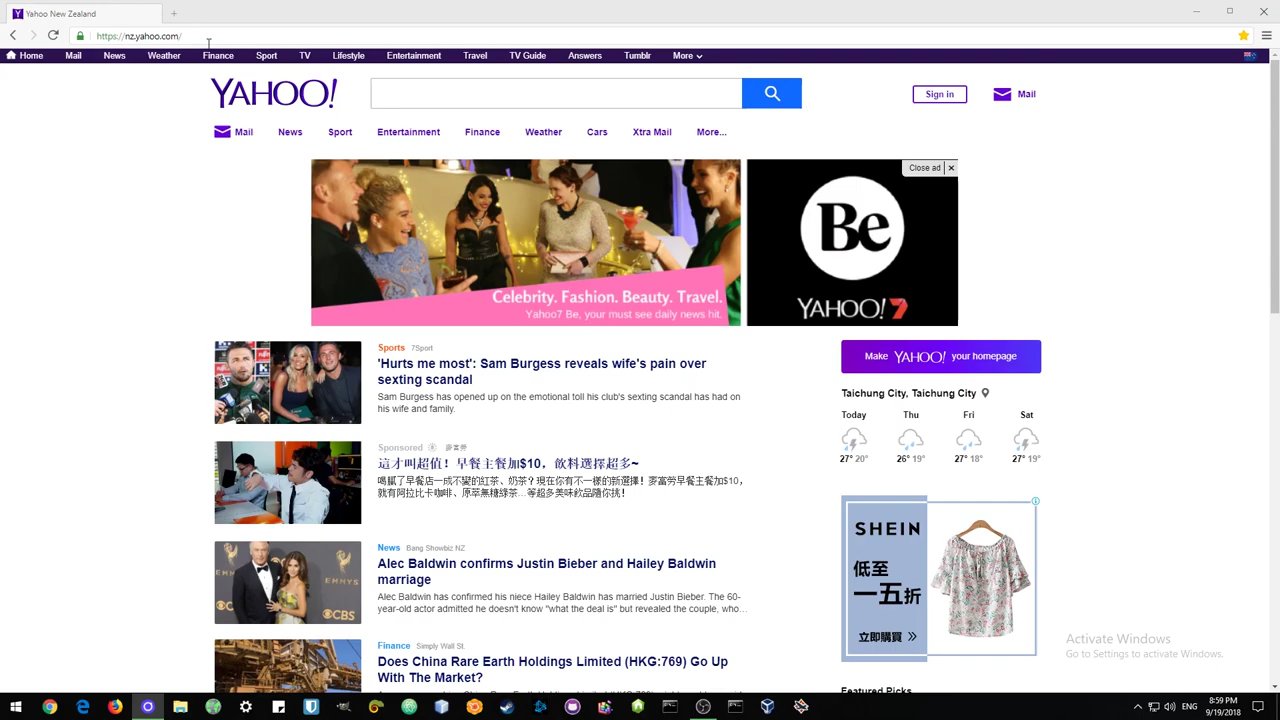 Yahoo New Zealand
https://nz.yahoo.com/
Home Mail News Weather Finance Sport TV Lifestyle Entertainment Travel TV Guide Answers Tumblr More
YAHOO!
Sign in
Mail
Mail News Sport Entertainment Finance Weather Cars Xtra Mail More...
Close ad
Be
YAHOO!7
Celebrity. Fashion. Beauty. Travel.
Yahoo7 Be, your must see daily news hit.
Sports 7Sport
'Hurts me most': Sam Burgess reveals wife's pain over
sexting scandal
Sam Burgess has opened up on the emotional toll his club's sexting scandal has had on
his wife and family.
Sponsored 麥當勞
這才叫超值！早餐主餐加$10，飲料選擇超多~
喝膩了早餐店一成不變的紅茶、奶茶？現在你有不一樣的新選擇！麥當勞早餐主餐加$10,
就有阿拉比卡咖啡、原萃無糖綠茶...等超多美味飲品隨你挑！
EMMYS
CBS
News Bang Showbiz NZ
Alec Baldwin confirms Justin Bieber and Hailey Baldwin
marriage
Alec Baldwin has confirmed his niece Hailey Baldwin has married Justin Bieber. The 60-
year-old actor admitted he doesn't know "what the deal is" but revealed the couple, who...
Finance Simply Wall St.
Does China Rare Earth Holdings Limited (HKG:769) Go Up
With The Market?
Make YAHOO! your homepage
Taichung City, Taichung City
Today Thu Fri Sat
27° 20° 26° 19° 27° 18° 27° 19°
SHEIN
低至
一五折
立即購買
Featured Picks
Activate Windows
Go to Settings to activate Windows.
ENG
8:59 PM
9/19/2018